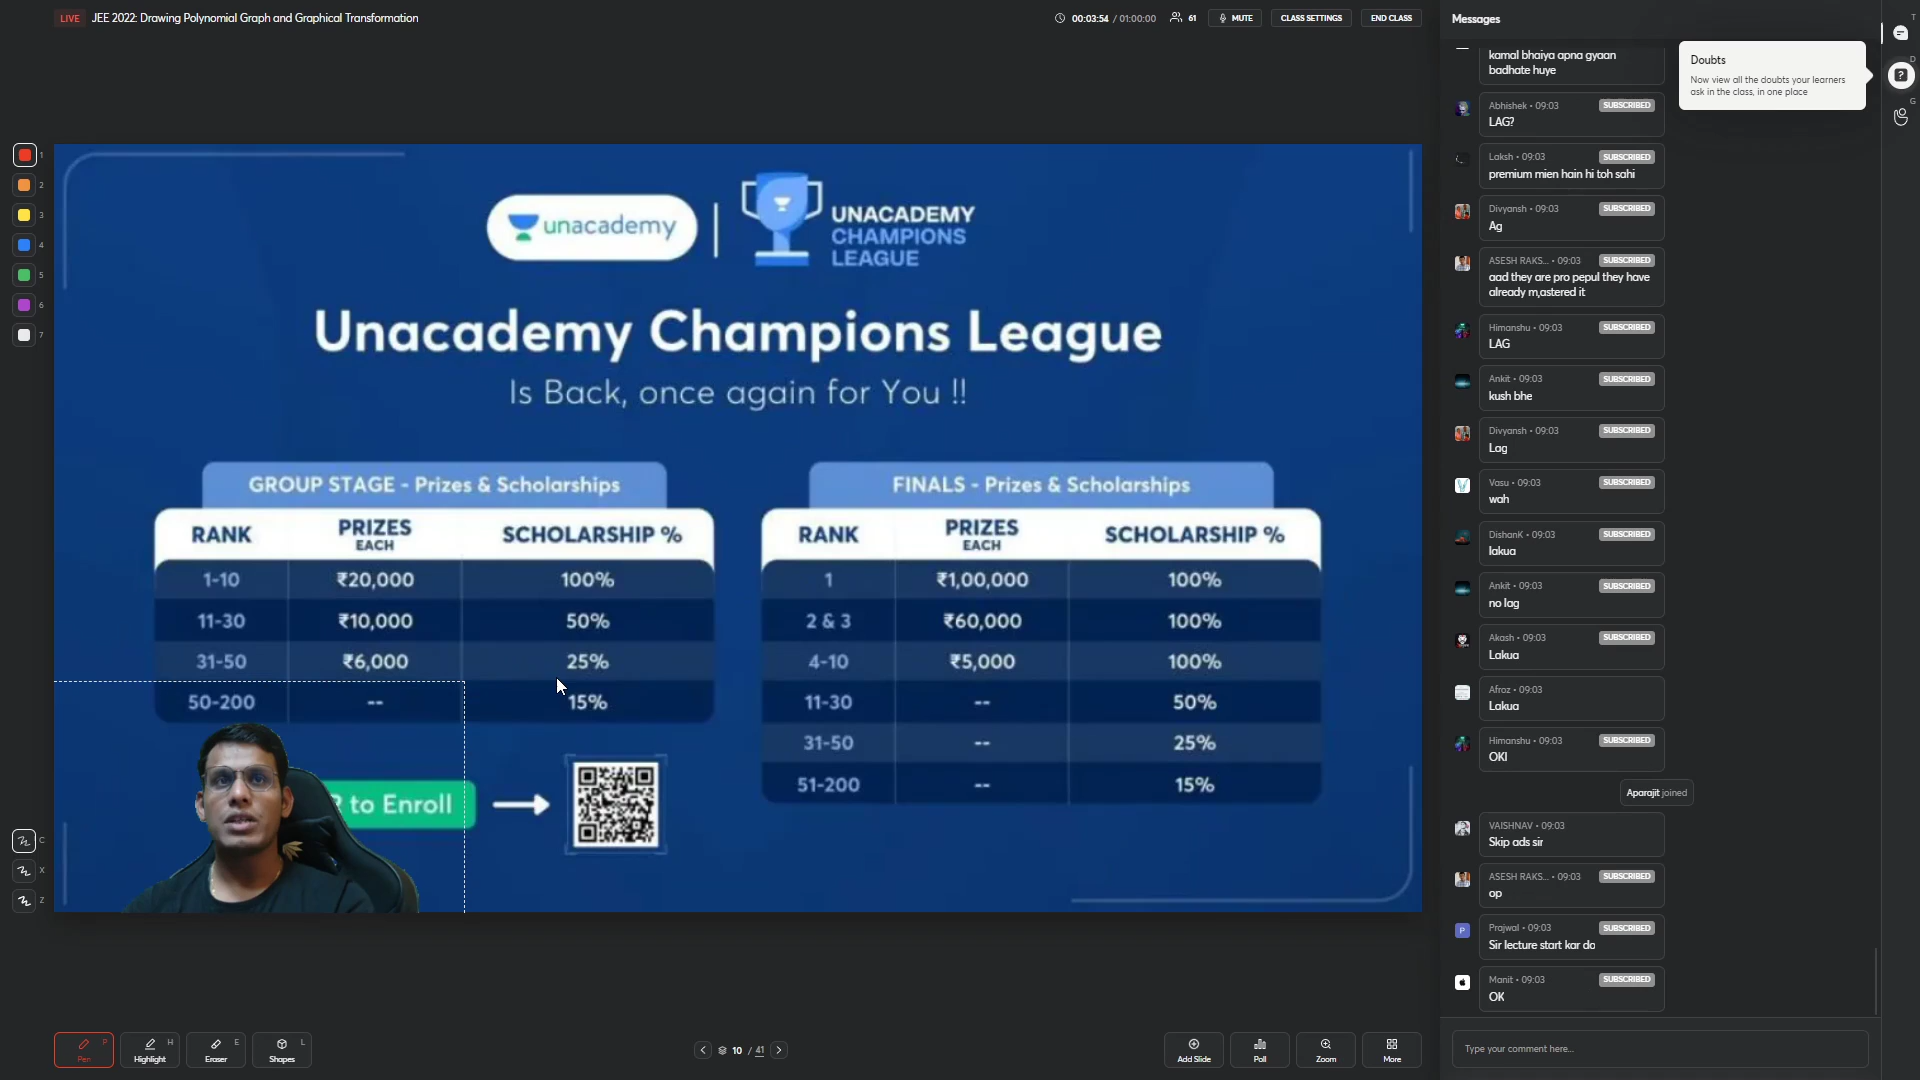 LIVE JEE 2022: Drawing Polynomial Graph and Graphical Transformation
00:03:54 / 01:00:00 61 MUTE CLASS SETTINGS END CLASS
1
2
3
4
5
6
7
unacademy
UNACADEMY
CHAMPIONS
LEAGUE
Unacademy Champions League
Is Back, once again for You !!
GROUP STAGE - Prizes & Scholarships
RANK PRIZES EACH SCHOLARSHIP %
1-10 ₹20,000 100%
11-30 ₹10,000 50%
31-50 ₹6,000 25%
50-200 -- 15%
FINALS - Prizes & Scholarships
RANK PRIZES EACH SCHOLARSHIP %
1 ₹1,00,000 100%
2 & 3 ₹60,000 100%
4-10 ₹5,000 100%
11-30 -- 50%
31-50 -- 25%
51-200 -- 15%
to Enroll
C
X
Z
Pen P
Highlight H
Eraser E
Shapes L
10 / 41
Add Slide
Poll
Zoom
More
Messages
kamal bhaiya apna gyaan
badhate huye
Abhishek • 09:03 SUBSCRIBED
LAG?
Laksh • 09:03 SUBSCRIBED
premium mien hain hi toh sahi
Divyansh • 09:03 SUBSCRIBED
Ag
ASESH RAKS... • 09:03 SUBSCRIBED
aad they are pro pepul they have
already m,astered it
Himanshu • 09:03 SUBSCRIBED
LAG
Ankit • 09:03 SUBSCRIBED
kush bhe
Divyansh • 09:03 SUBSCRIBED
Lag
Vasu • 09:03 SUBSCRIBED
wah
DishanK • 09:03 SUBSCRIBED
lakua
Ankit • 09:03 SUBSCRIBED
no lag
Akash • 09:03 SUBSCRIBED
Lakua
Afroz • 09:03
Lakua
Himanshu • 09:03 SUBSCRIBED
OKI
Aparajit joined
VAISHNAV • 09:03
Skip ads sir
ASESH RAKS... • 09:03 SUBSCRIBED
op
P
Prajwal • 09:03 SUBSCRIBED
Sir lecture start kar do
Manit • 09:03 SUBSCRIBED
OK
Type your comment here...
Doubts
Now view all the doubts your learners
ask in the class, in one place
T
D
G